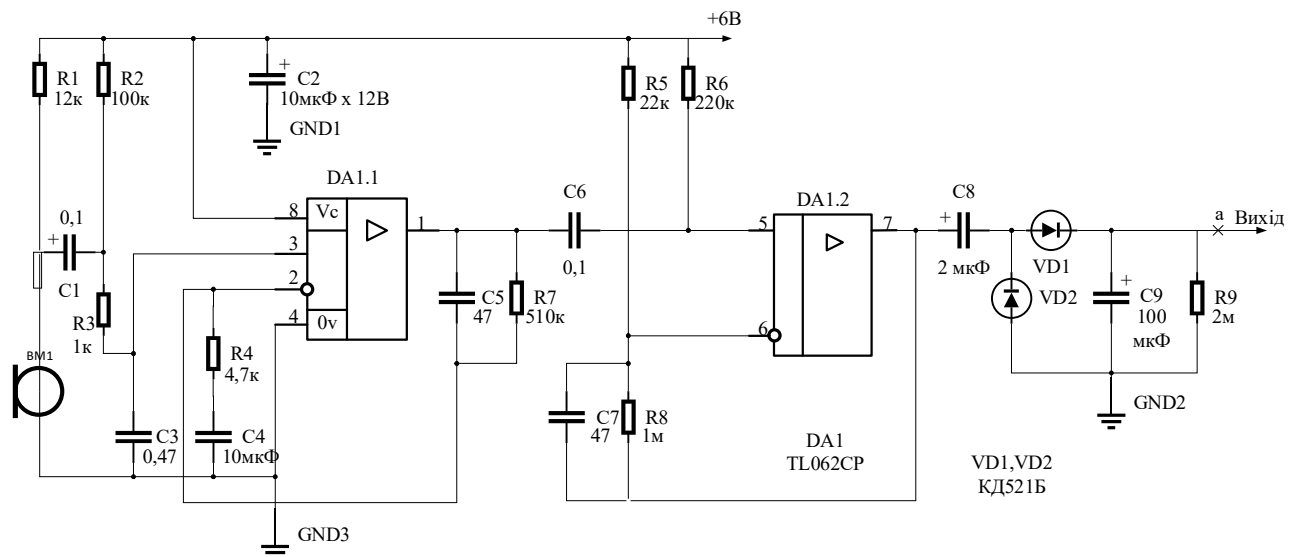 +6В
R1
12к
R2
100к
+
C2
10мкФ х 12В
GND1
R5
22к
R6
220к
DA1.1
8
Vc
1
3
2
4
0v
0,1
+
C1
R3
1к
BM1
R4
4,7к
C3
0,47
C4
10мкФ
GND3
C5
47
R7
510к
C6
0,1
DA1.2
5
7
6
C7
47
R8
1м
DA1
TL062CP
C8
+
2 мкФ
VD1
VD2
a
Вихід
+
C9
100
мкФ
R9
2м
GND2
VD1,VD2
КД521Б